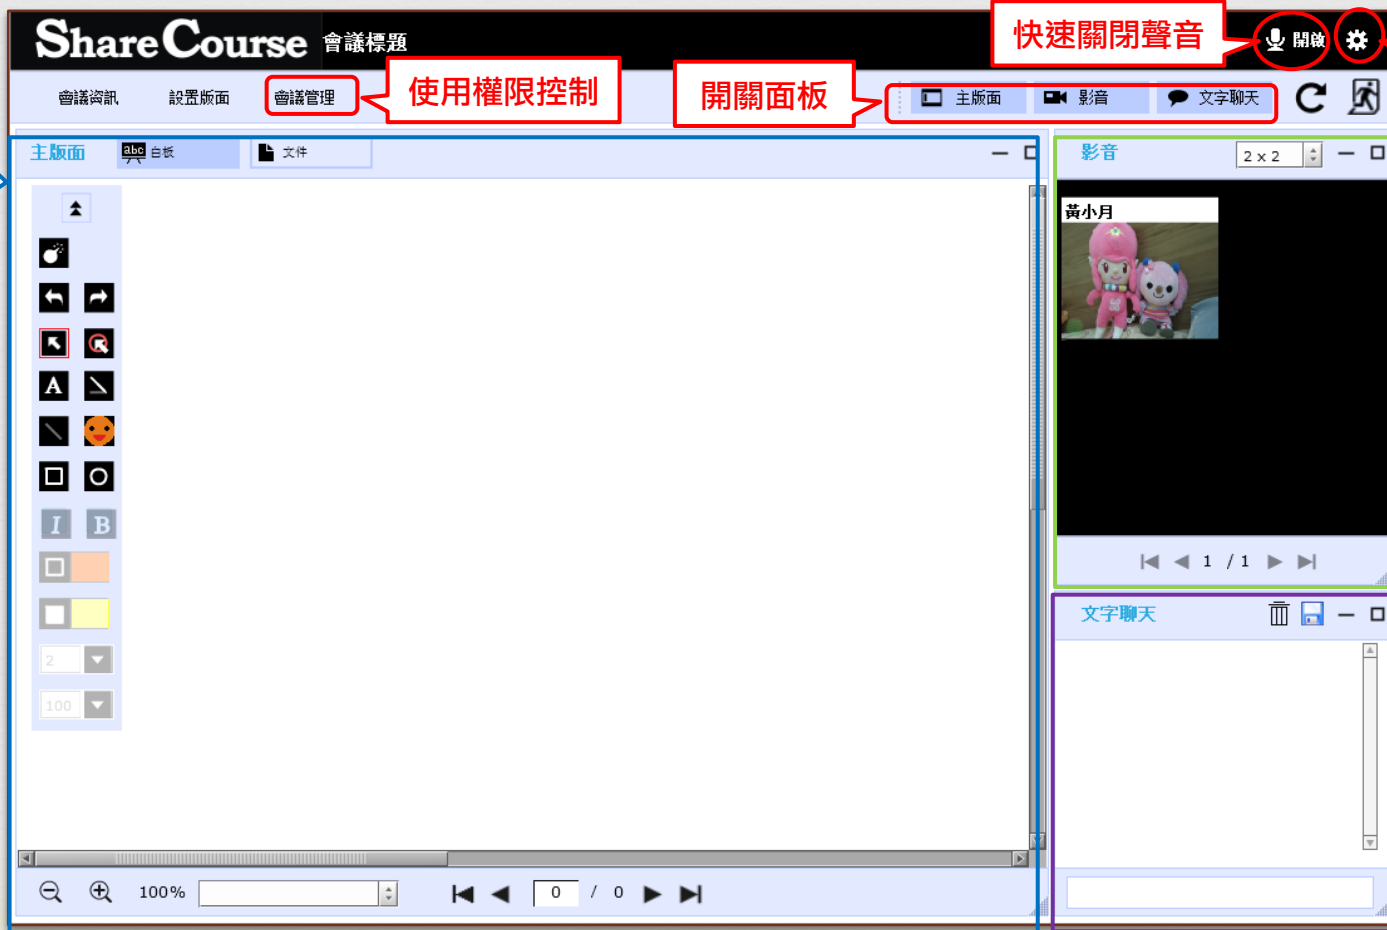 ShareCourse 會議標題
快速關閉聲音
開啟
會議資訊 設置版面 會議管理
使用權限控制
開關面板
主版面 影音 文字聊天
主版面 abc 白板 文件
影音 2 x 2
黃小月
A
I B
2
100
1 / 1
文字聊天
100% 0 / 0